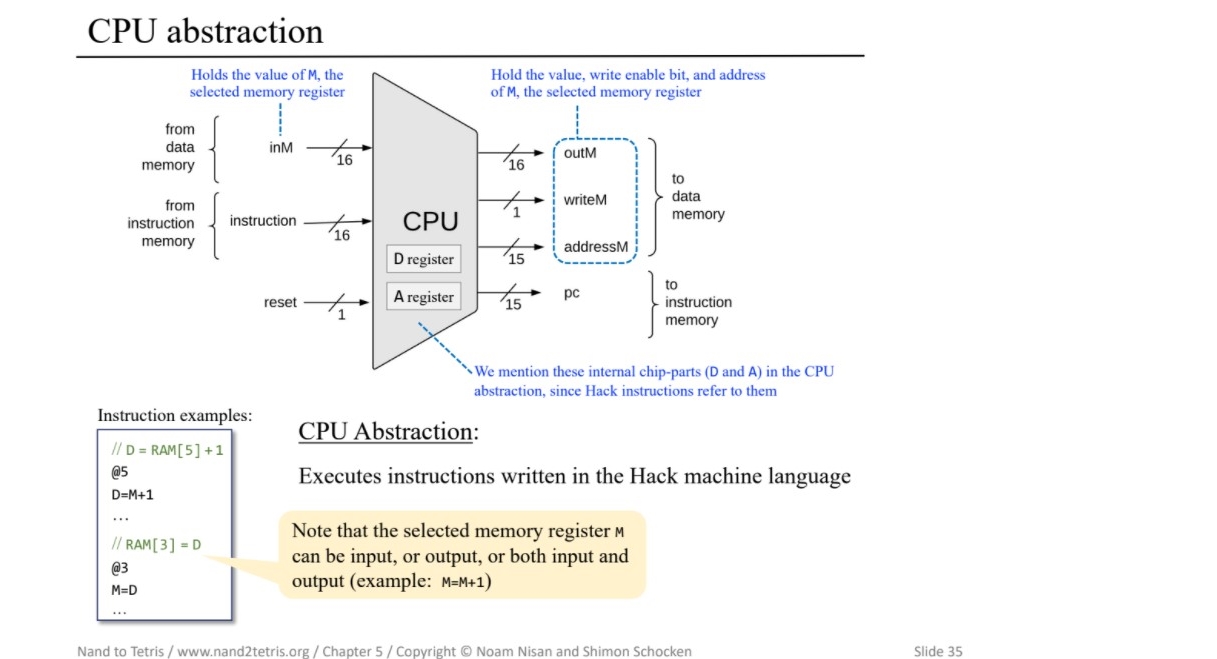 CPU abstraction
Holds the value of M, the
selected memory register
Hold the value, write enable bit, and address
of M, the selected memory register
from
data
memory
inM
16
from
instruction
memory
instruction
16
reset
1
CPU
D register
A register
16
outM
1
writeM
15
addressM
15
pc
to
data
memory
to
instruction
memory
We mention these internal chip-parts (D and A) in the CPU
abstraction, since Hack instructions refer to them
Instruction examples:
// D = RAM[5] + 1
@5
D=M+1
...
// RAM[3] = D
@3
M=D
...
CPU Abstraction:
Executes instructions written in the Hack machine language
Note that the selected memory register M
can be input, or output, or both input and
output (example: M=M+1)
Nand to Tetris / www.nand2tetris.org / Chapter 5 / Copyright © Noam Nisan and Shimon Schocken
Slide 35